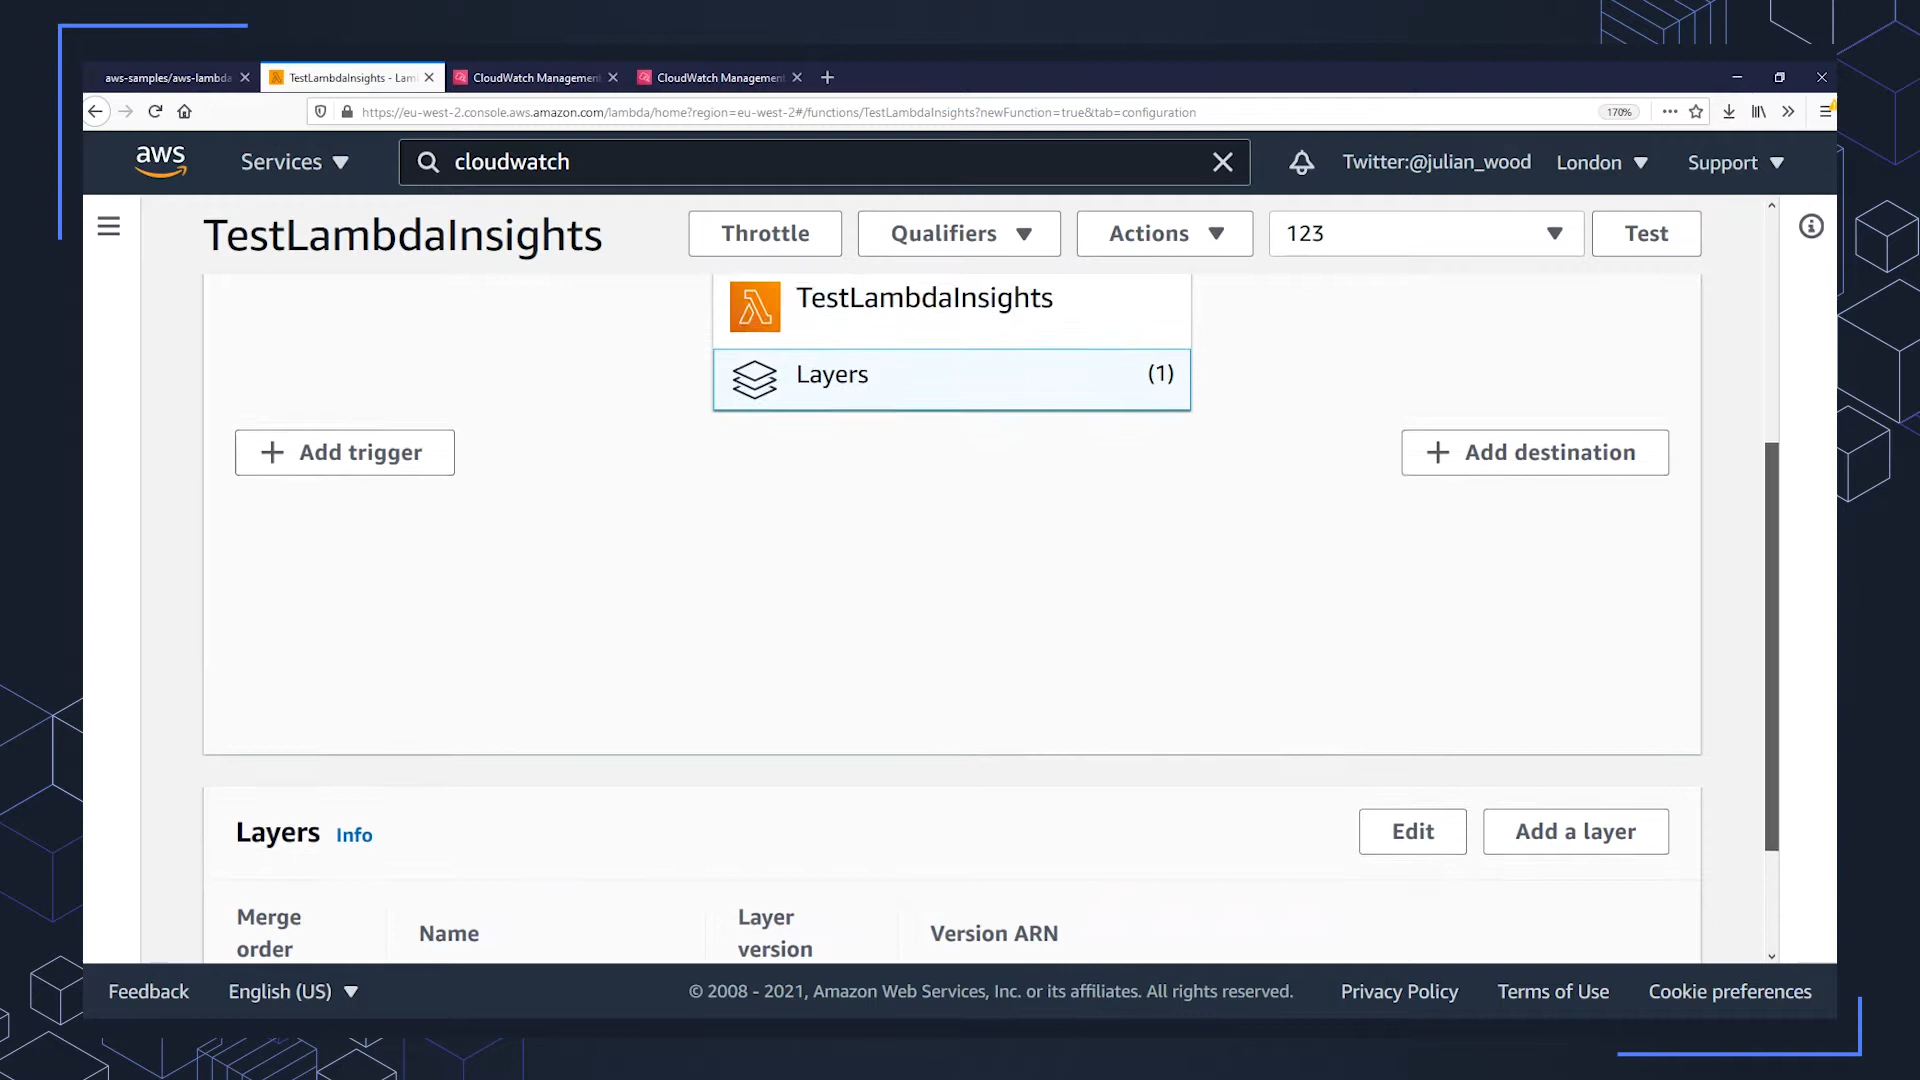 aws-samples/aws-lambda
TestLambdaInsights - Lam
CloudWatch Management
CloudWatch Management
https://eu-west-2.console.aws.amazon.com/lambda/home?region=eu-west-2#/functions/TestLambdaInsights?newFunction=true&tab=configuration
170%
aws
Services
cloudwatch
Twitter:@julian_wood
London
Support
TestLambdaInsights
Throttle
Qualifiers
Actions
123
Test
TestLambdaInsights
Layers
(1)
Add trigger
Add destination
Layers
Info
Edit
Add a layer
Merge order
Name
Layer version
Version ARN
Feedback
English (US)
© 2008 - 2021, Amazon Web Services, Inc. or its affiliates. All rights reserved.
Privacy Policy
Terms of Use
Cookie preferences